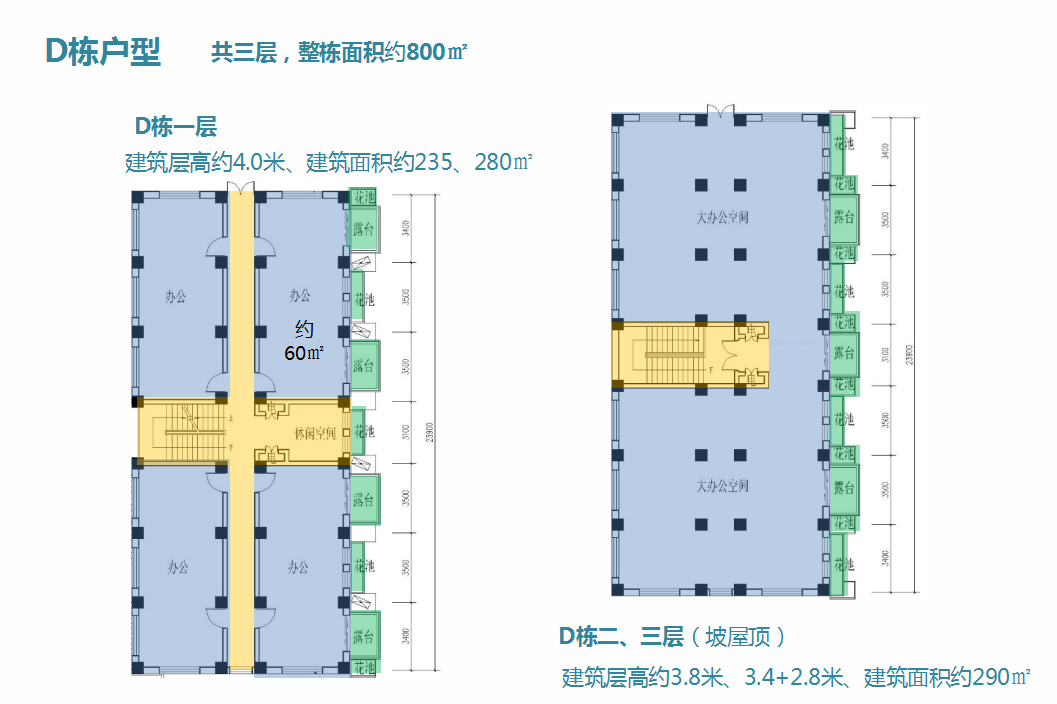 D栋户型 共三层，整栋面积约800㎡
D栋一层
建筑层高约4.0米、建筑面积约235、280㎡
花池
露台
花池
露台
花池
露台
花池
露台
花池
办公
办公
约
60㎡
上
下
休闲空间
电
办公
办公
3400
3500
3500
3100
3500
3500
3400
23900
花池
花池
露台
花池
花池
花池
露台
花池
花池
花池
露台
花池
花池
大办公空间
下
电
大办公空间
3400
3500
3500
3100
3500
3500
3400
23900
D栋二、三层（坡屋顶）
建筑层高约3.8米、3.4+2.8米、建筑面积约290㎡